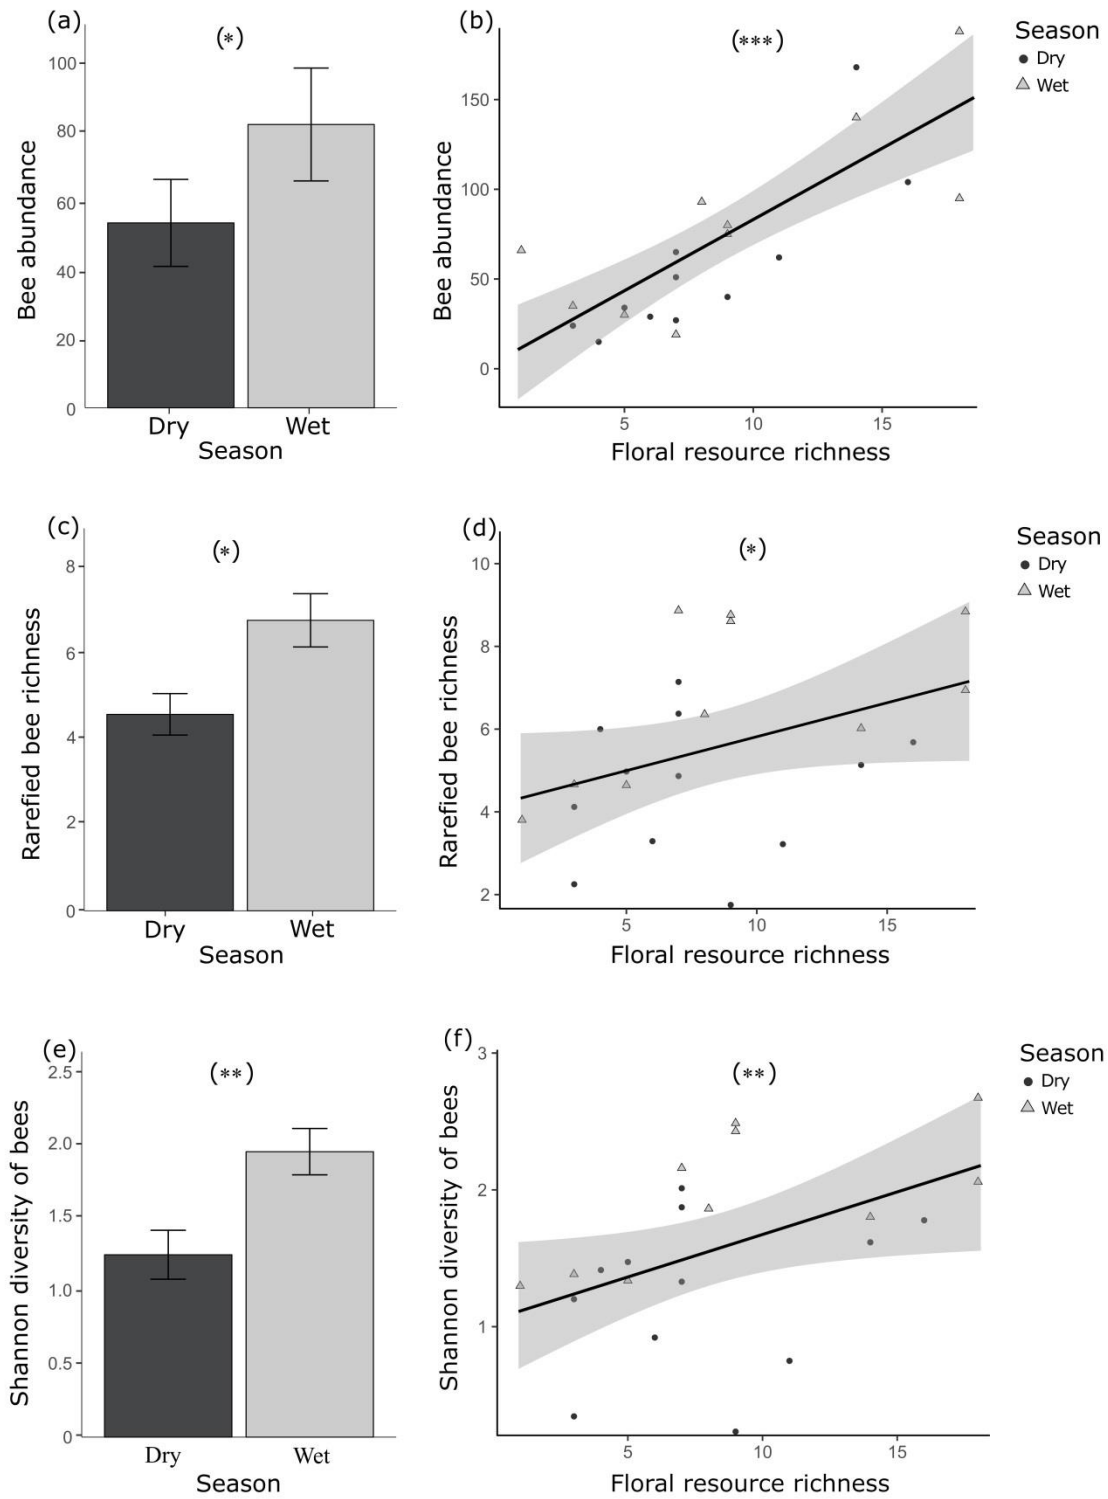 (a)
(*)
Bee abundance
100
80
60
40
20
0
Dry
Wet
Season
(b)
(***)
Season
Dry
Wet
Bee abundance
150
100
50
0
5
10
15
Floral resource richness
(c)
(*)
Rarefied bee richness
8
6
4
2
0
Dry
Wet
Season
(d)
(*)
Season
Dry
Wet
Rarefied bee richness
10
8
6
4
2
5
10
15
Floral resource richness
(e)
(**)
Shannon diversity of bees
2.5
2.0
1.5
1.0
0.5
0
Dry
Wet
Season
(f)
(**)
Season
Dry
Wet
Shannon diversity of bees
3
2
1
5
10
15
Floral resource richness